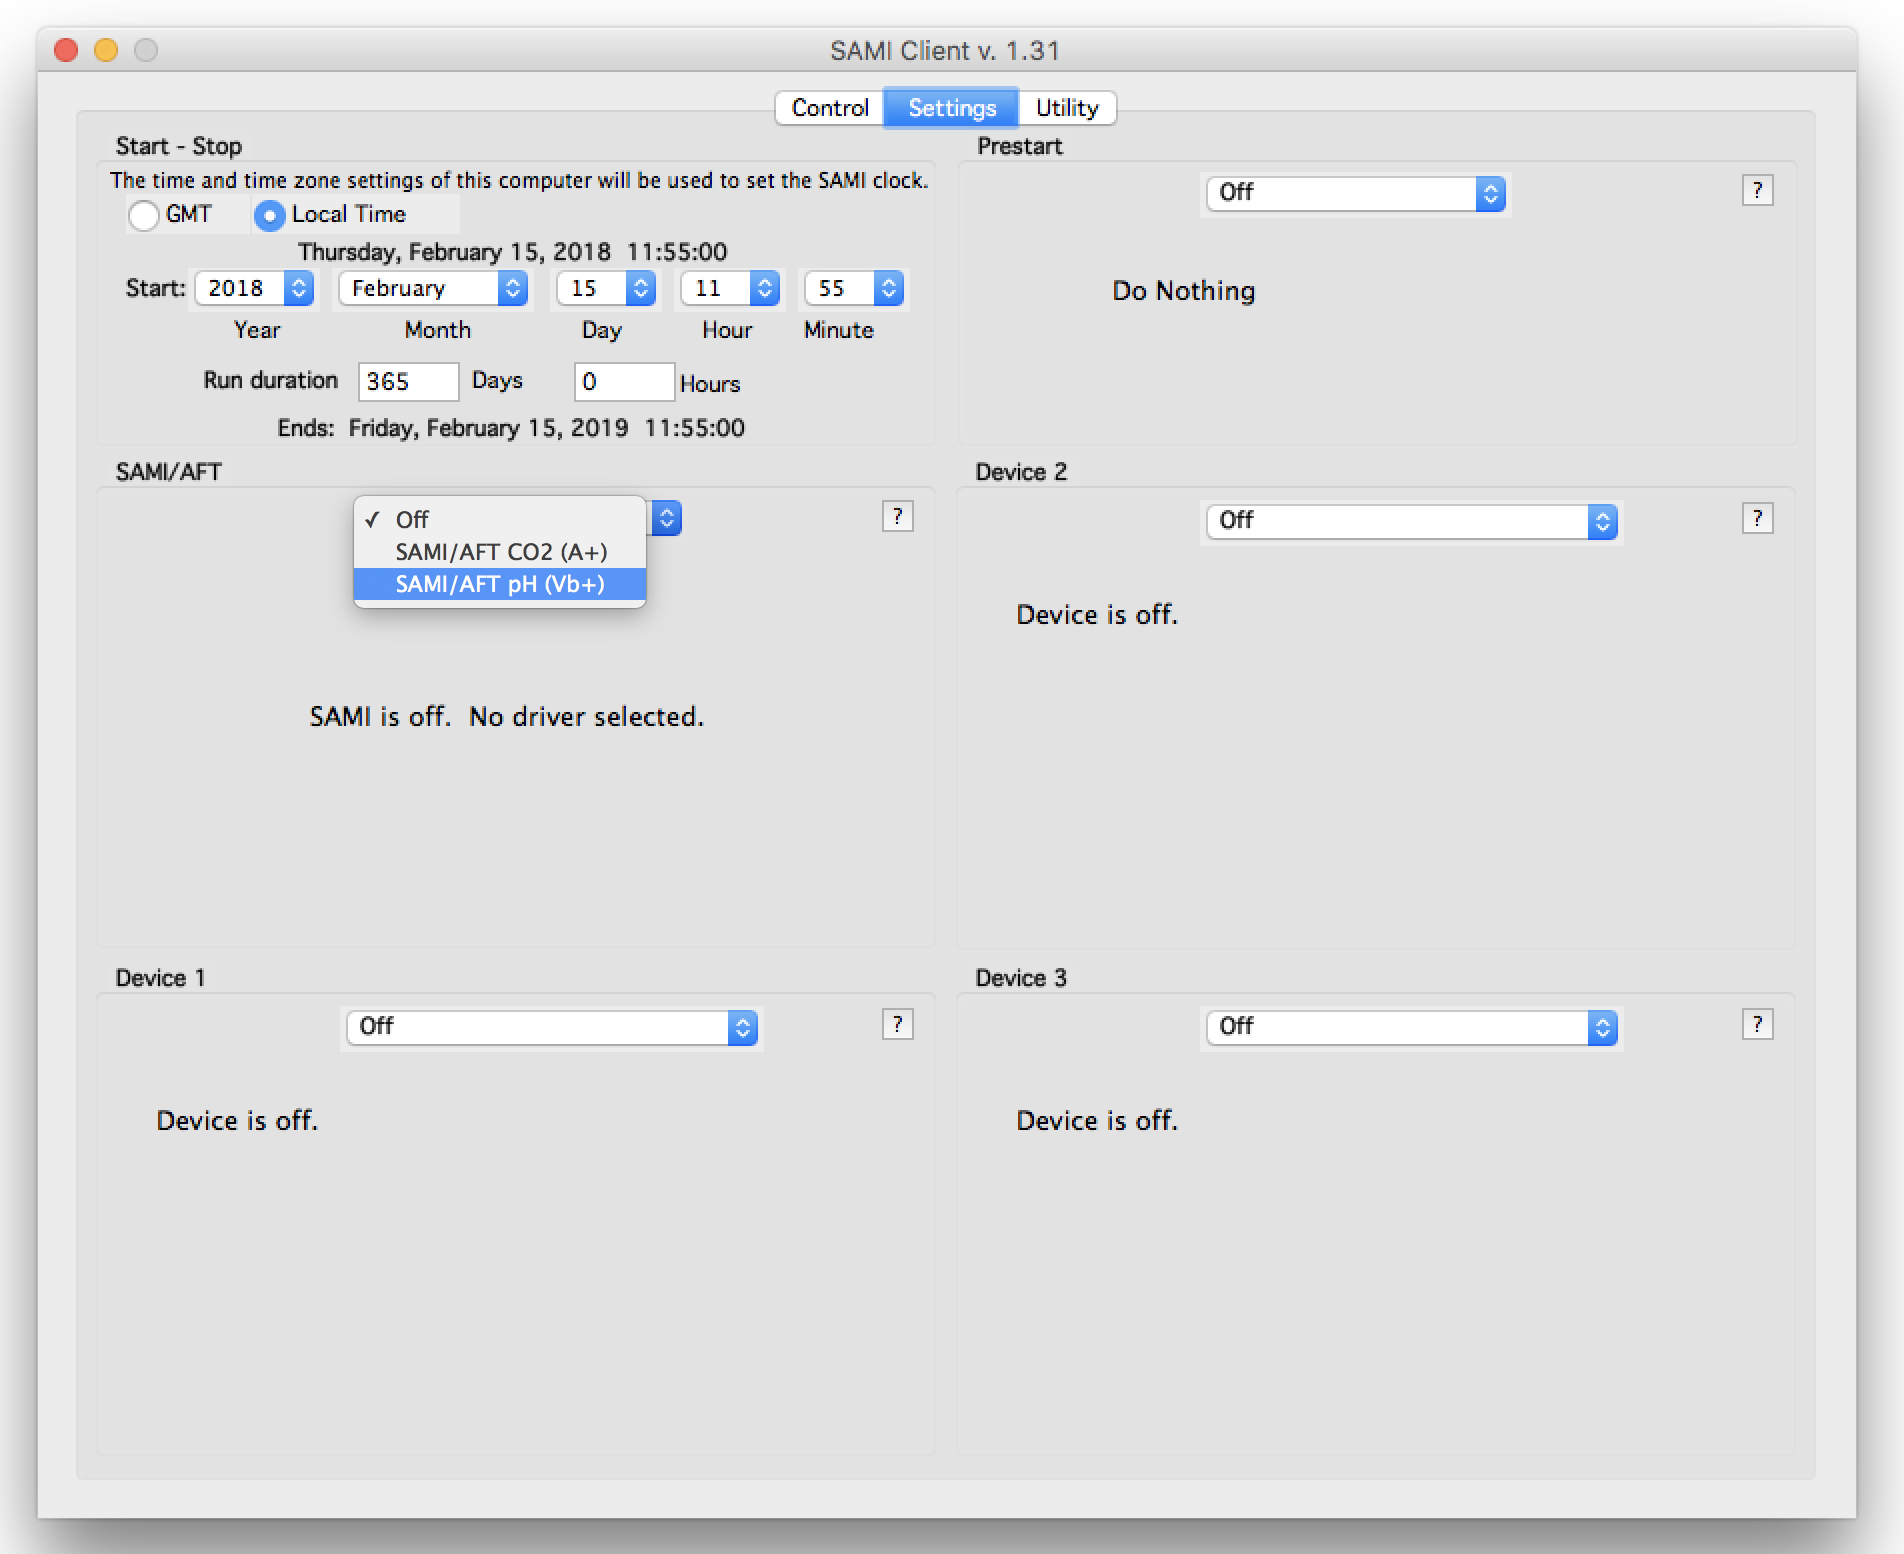 SAMI Client v. 1.31
Control Settings Utility
Start - Stop
The time and time zone settings of this computer will be used to set the SAMI clock.
GMT Local Time
Thursday, February 15, 2018 11:55:00
Start: 2018 February 15 11 55
Year Month Day Hour Minute
Run duration 365 Days 0 Hours
Ends: Friday, February 15, 2019 11:55:00
Prestart
Off ?
Do Nothing
SAMI/AFT
✓ Off ?
SAMI/AFT CO2 (A+)
SAMI/AFT pH (Vb+)
SAMI is off. No driver selected.
Device 2
Off ?
Device is off.
Device 1
Off ?
Device is off.
Device 3
Off ?
Device is off.